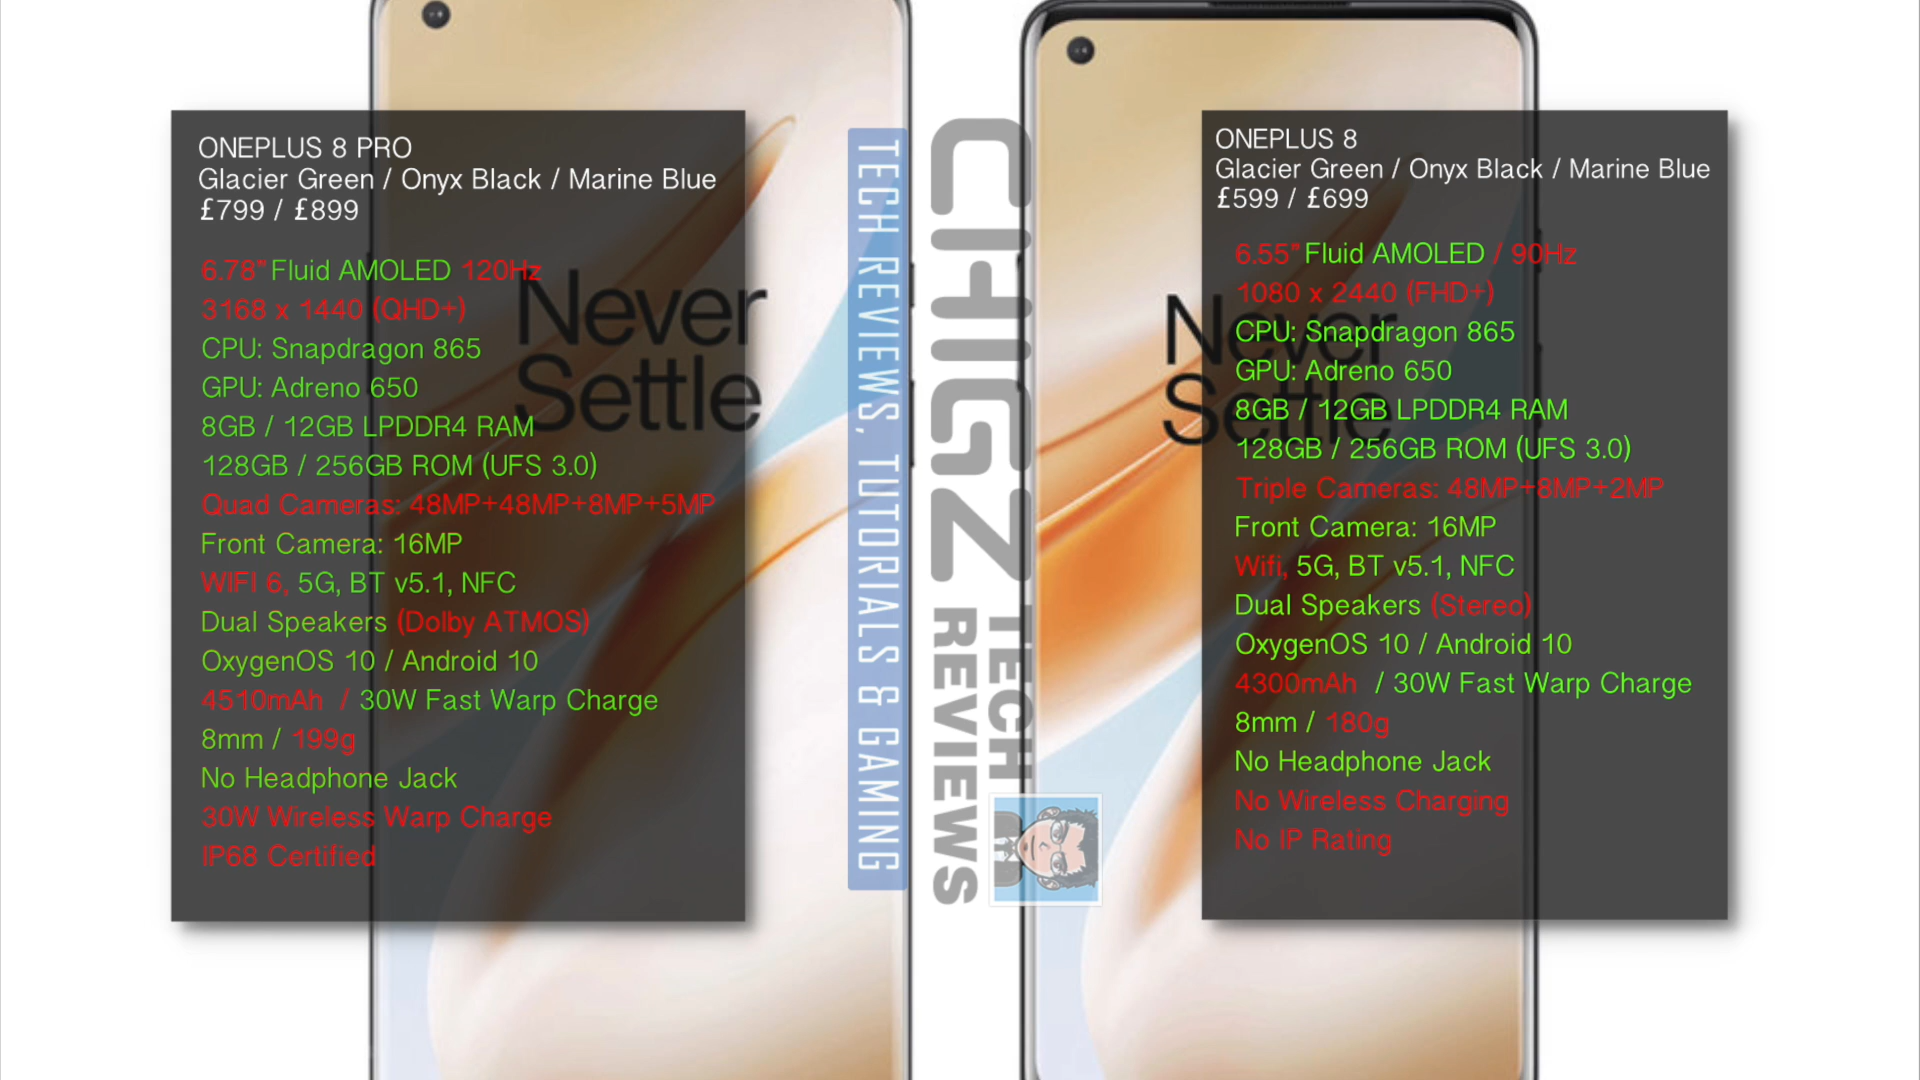 ONEPLUS 8 PRO
Glacier Green / Onyx Black / Marine Blue
£799 / £899
6.78" Fluid AMOLED 120Hz
3168 x 1440 (QHD+)
CPU: Snapdragon 865
GPU: Adreno 650
8GB / 12GB LPDDR4 RAM
128GB / 256GB ROM (UFS 3.0)
Quad Cameras: 48MP+48MP+8MP+5MP
Front Camera: 16MP
WIFI 6, 5G, BT v5.1, NFC
Dual Speakers (Dolby ATMOS)
OxygenOS 10 / Android 10
4510mAh / 30W Fast Warp Charge
8mm / 199g
No Headphone Jack
30W Wireless Warp Charge
IP68 Certified
Never
Settle
TECH REVIEWS, TUTORIALS & GAMING
CHIGZ
TECH
REVIEWS
ONEPLUS 8
Glacier Green / Onyx Black / Marine Blue
£599 / £699
6.55" Fluid AMOLED / 90Hz
1080 x 2440 (FHD+)
CPU: Snapdragon 865
GPU: Adreno 650
8GB / 12GB LPDDR4 RAM
128GB / 256GB ROM (UFS 3.0)
Triple Cameras: 48MP+8MP+2MP
Front Camera: 16MP
Wifi, 5G, BT v5.1, NFC
Dual Speakers (Stereo)
OxygenOS 10 / Android 10
4300mAh / 30W Fast Warp Charge
8mm / 180g
No Headphone Jack
No Wireless Charging
No IP Rating
Never
Settle